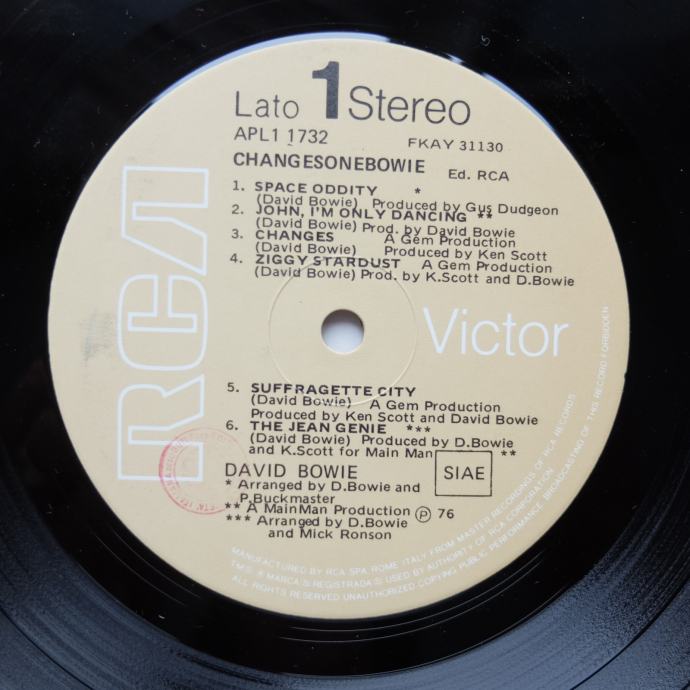 Lato 1 Stereo
APL1 1732 FKAY 31130
CHANGESONEBOWIE Ed. RCA
1. SPACE ODDITY *
(David Bowie) Produced by Gus Dudgeon
2. JOHN, I'M ONLY DANCING **
(David Bowie) Prod. by David Bowie
3. CHANGES A Gem Production
(David Bowie) Produced by Ken Scott
4. ZIGGY STARDUST A Gem Production
(David Bowie) Prod. by K.Scott and D.Bowie
RCA
Victor
5. SUFFRAGETTE CITY
(David Bowie) A Gem Production
Produced by Ken Scott and David Bowie
6. THE JEAN GENIE ***
(David Bowie) Produced by D.Bowie
and K.Scott for Main Man **
DAVID BOWIE SIAE
* Arranged by D.Bowie and
P.Buckmaster
** A MainMan Production ℗ 76
*** Arranged by D.Bowie
and Mick Ronson
MANUFACTURED BY RCA SPA, ROME ITALY FROM MASTER RECORDINGS OF RCA RECORDS
T.M.S. ® MARCA(S) REGISTRADA(S) USED BY AUTHORITY OF RCA CORPORATION
ALL RIGHTS RESERVED UNAUTHORIZED COPYING PUBLIC PERFORMANCE BROADCASTING OF THIS RECORD FORBIDDEN